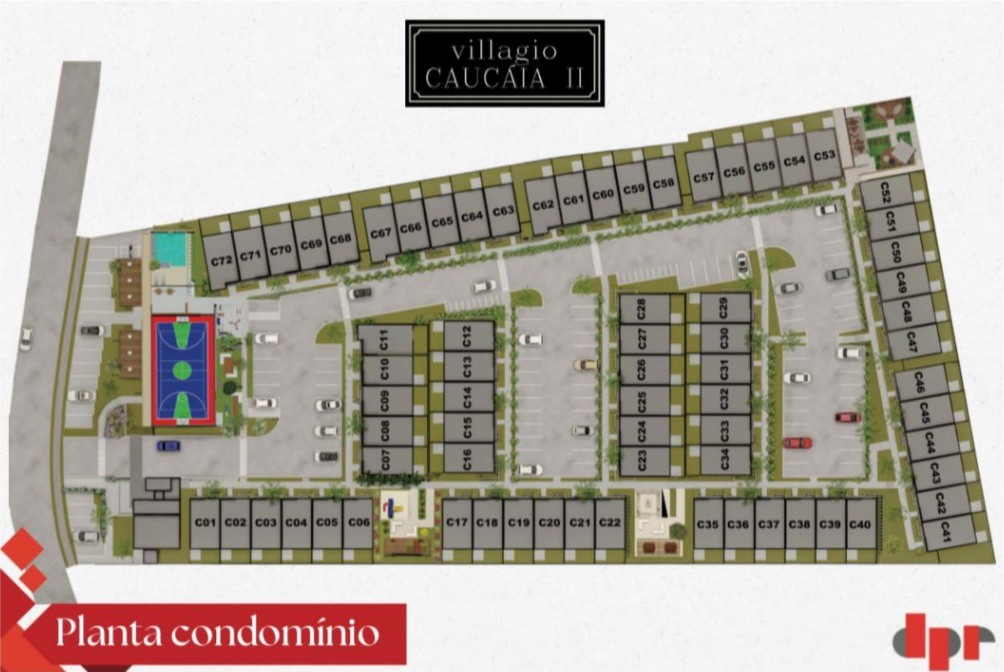 villagio
CAUCAIA II
C72 C71 C70 C69 C68 C67 C66 C65 C64 C63 C62 C61 C60 C59 C58 C57 C56 C55 C54 C53
C52
C51
C50
C49
C48
C47
C46
C45
C44
C43
C42
C41
C11
C10
C09
C08
C07
C12
C13
C14
C15
C16
C28
C27
C26
C25
C24
C23
C29
C30
C31
C32
C33
C34
C01 C02 C03 C04 C05 C06 C17 C18 C19 C20 C21 C22 C35 C36 C37 C38 C39 C40
Planta condomínio
dpr